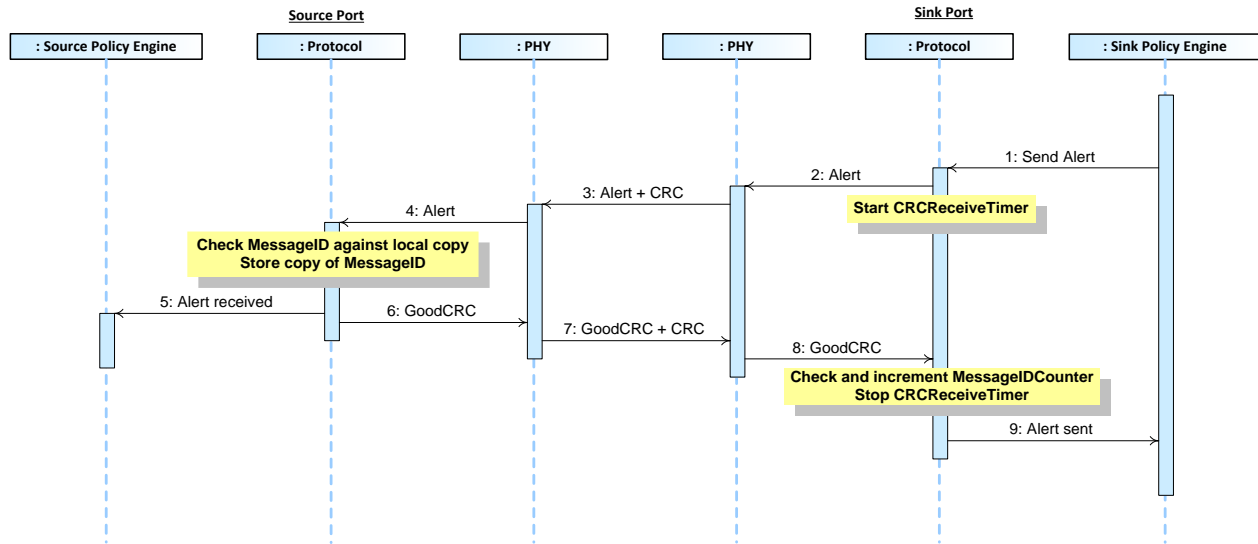 Source Port
Sink Port
: Source Policy Engine
: Protocol
: PHY
: PHY
: Protocol
: Sink Policy Engine
1: Send Alert
2: Alert
3: Alert + CRC
Start CRCReceiveTimer
4: Alert
Check MessageID against local copy
Store copy of MessageID
5: Alert received
6: GoodCRC
7: GoodCRC + CRC
8: GoodCRC
Check and increment MessageIDCounter
Stop CRCReceiveTimer
9: Alert sent